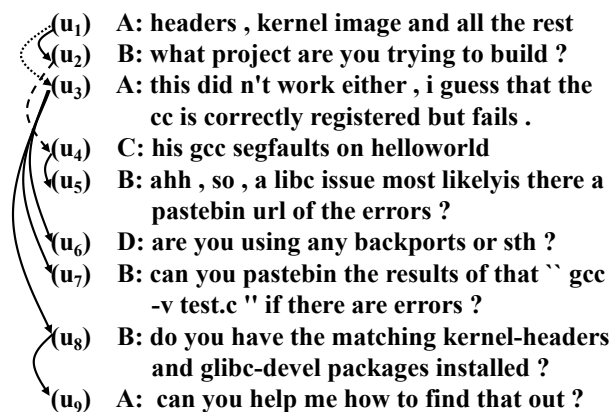 (u1) A: headers , kernel image and all the rest
(u2) B: what project are you trying to build ?
(u3) A: this did n't work either , i guess that the
cc is correctly registered but fails .
(u4) C: his gcc segfaults on helloworld
(u5) B: ahh , so , a libc issue most likelyis there a
pastebin url of the errors ?
(u6) D: are you using any backports or sth ?
(u7) B: can you pastebin the results of that `` gcc
-v test.c '' if there are errors ?
(u8) B: do you have the matching kernel-headers
and glibc-devel packages installed ?
(u9) A: can you help me how to find that out ?